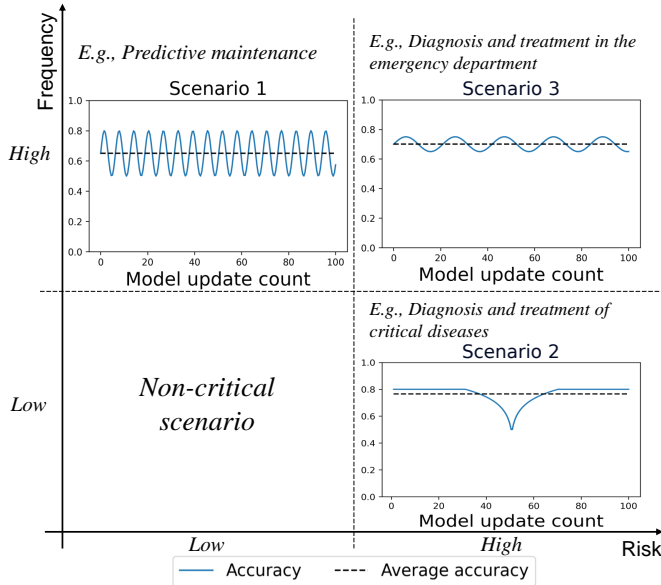 Frequency
E.g., Predictive maintenance
Scenario 1
1.0
0.8
0.6
0.4
0.2
0.0
0 20 40 60 80 100
Model update count
E.g., Diagnosis and treatment in the
emergency department
Scenario 3
1.0
0.8
0.6
0.4
0.2
0.0
0 20 40 60 80 100
Model update count
High
Low
Non-critical
scenario
E.g., Diagnosis and treatment of
critical diseases
Scenario 2
1.0
0.8
0.6
0.4
0.2
0.0
0 20 40 60 80 100
Model update count
Low
High
Risk
Accuracy
Average accuracy